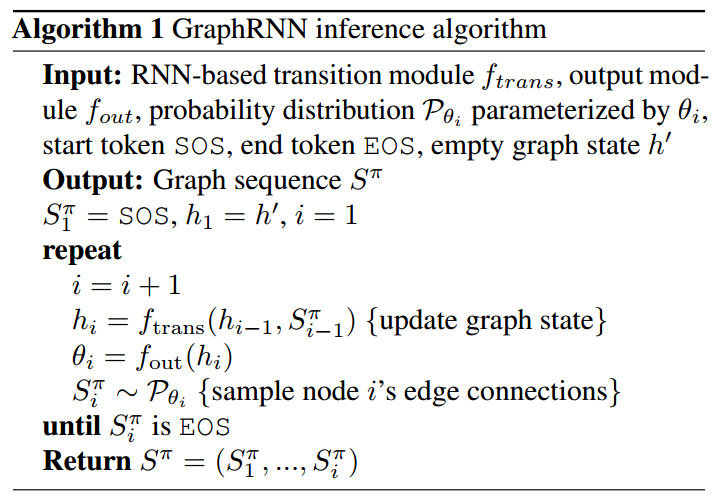 Algorithm 1 GraphRNN inference algorithm
Input: RNN-based transition module $f_{trans}$, output mod-
ule $f_{out}$, probability distribution $\mathcal{P}_{\theta_i}$ parameterized by $\theta_i$,
start token SOS, end token EOS, empty graph state $h'$
Output: Graph sequence $S^\pi$
$S_1^\pi = \texttt{SOS}, h_1 = h', i = 1$
repeat
$i = i + 1$
$h_i = f_{\text{trans}}(h_{i-1}, S_{i-1}^\pi)$ {update graph state}
$\theta_i = f_{\text{out}}(h_i)$
$S_i^\pi \sim \mathcal{P}_{\theta_i}$ {sample node $i$'s edge connections}
until $S_i^\pi$ is EOS
Return $S^\pi = (S_1^\pi, ..., S_i^\pi)$